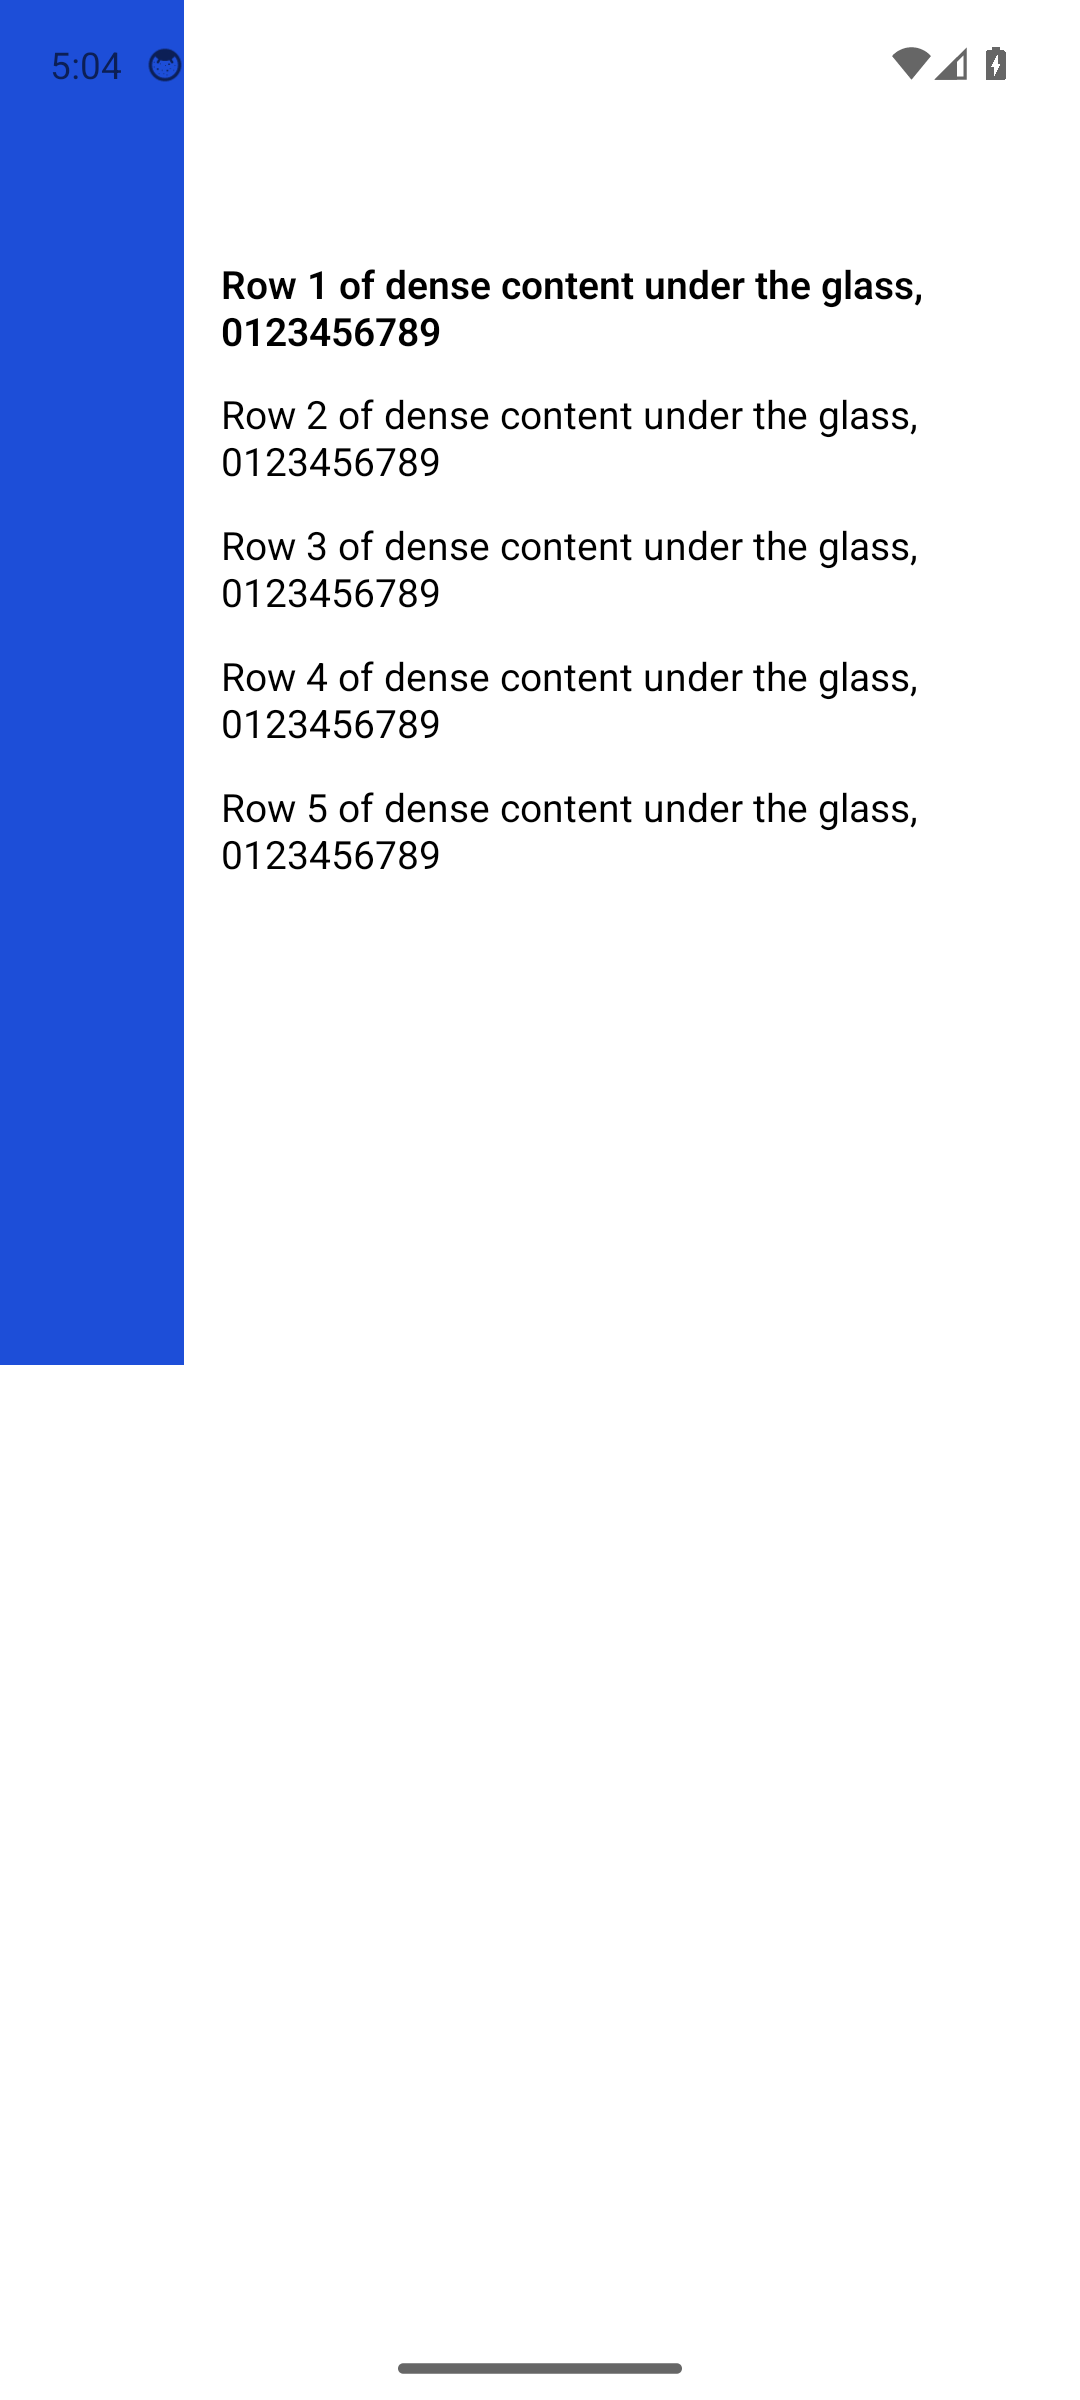 5:04
Row 1 of dense content under the glass,
0123456789
Row 2 of dense content under the glass,
0123456789
Row 3 of dense content under the glass,
0123456789
Row 4 of dense content under the glass,
0123456789
Row 5 of dense content under the glass,
0123456789